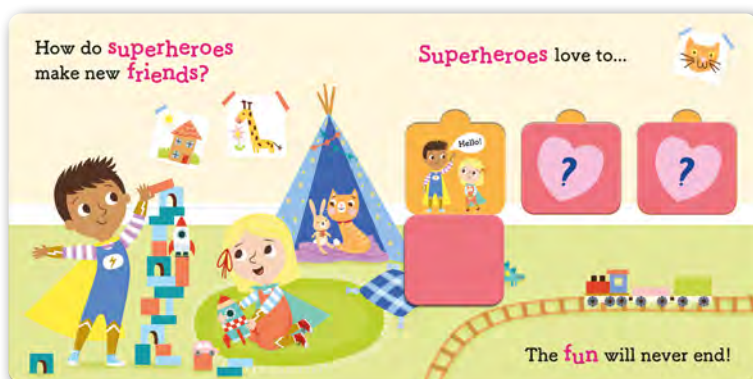 How do superheroes
make new friends?
Superheroes love to...
Hello!
?
?
The fun will never end!